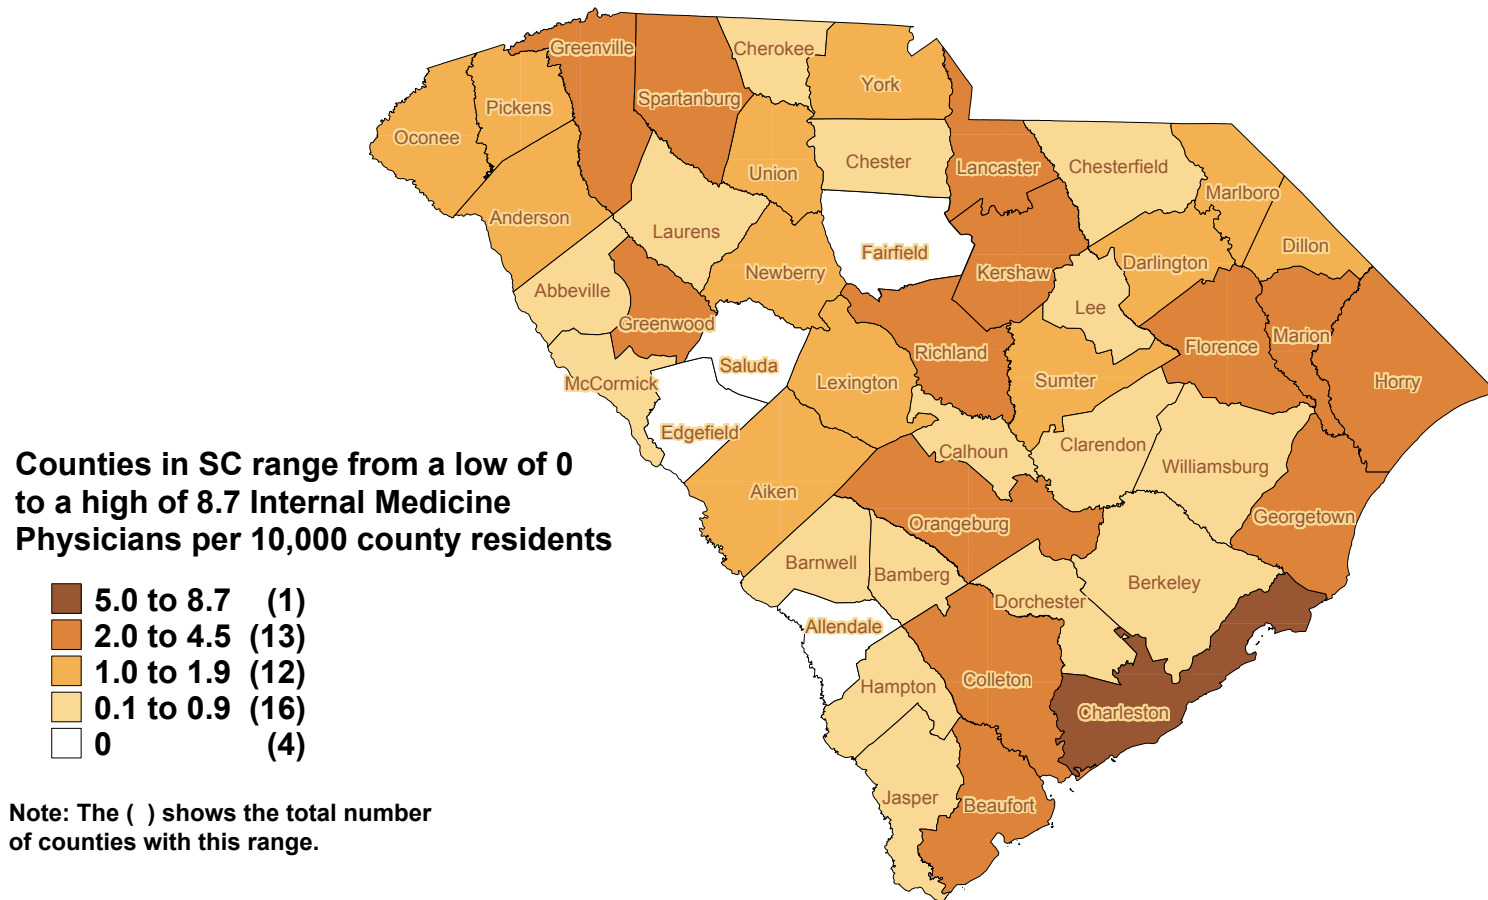 Cherokee
Greenville
York
Spartanburg
Pickens
Oconee
Chester
Union
Lancaster
Chesterfield
Marlboro
Anderson
Laurens
Dillon
Fairfield
Darlington
Newberry
Kershaw
Abbeville
Lee
Greenwood
Marion
Florence
Richland
Saluda
Horry
Sumter
Lexington
McCormick
Edgefield
Clarendon
Calhoun
Williamsburg
Aiken
Georgetown
Orangeburg
Barnwell
Bamberg
Berkeley
Dorchester
Allendale
Colleton
Hampton
Charleston
Jasper
Beaufort
Counties in SC range from a low of 0
to a high of 8.7 Internal Medicine
Physicians per 10,000 county residents
5.0 to 8.7 (1)
2.0 to 4.5 (13)
1.0 to 1.9 (12)
0.1 to 0.9 (16)
0 (4)
Note: The ( ) shows the total number
of counties with this range.